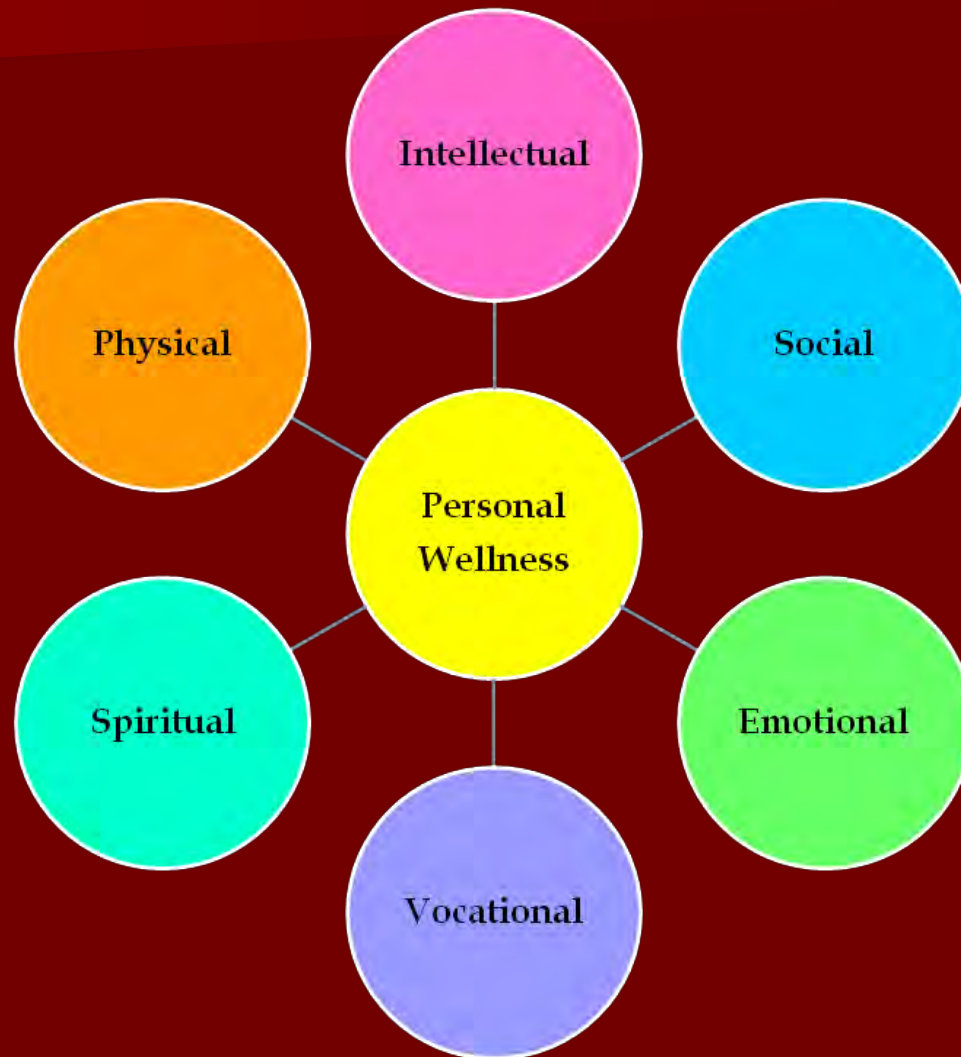 Intellectual
Physical
Social
Personal
Wellness
Spiritual
Emotional
Vocational